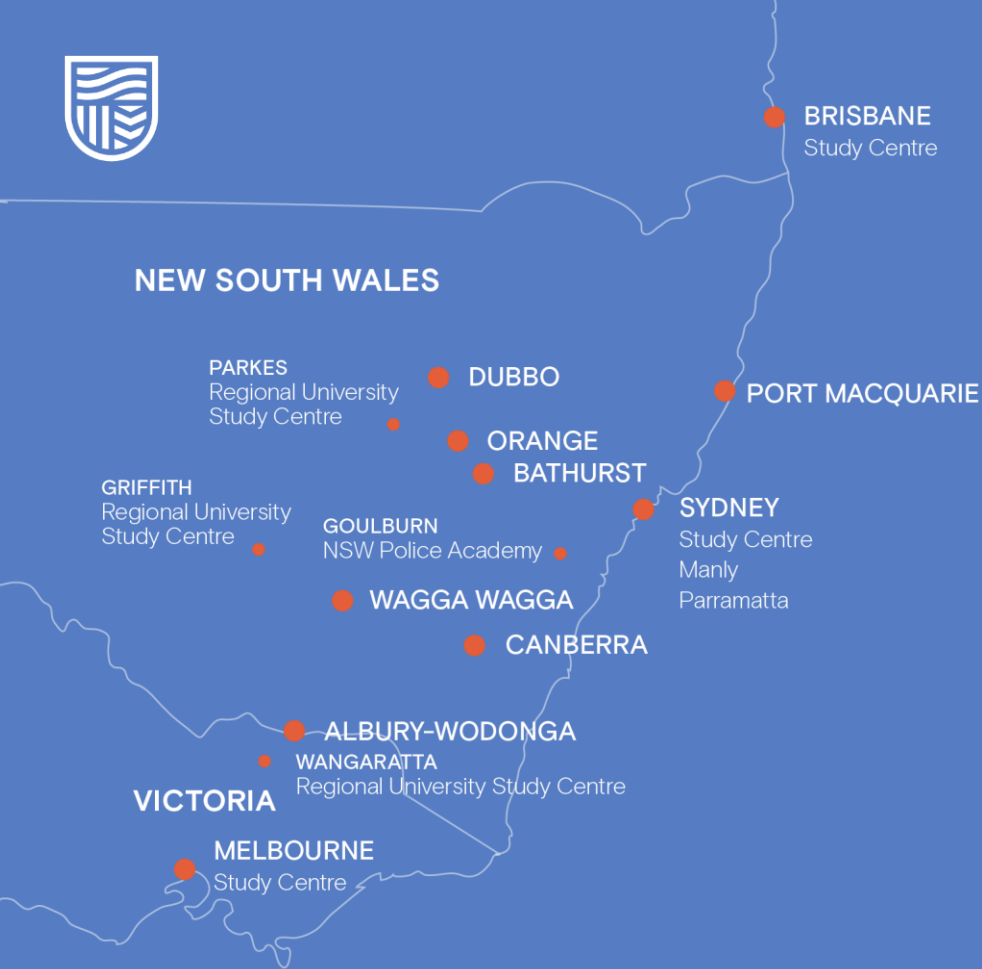 BRISBANE
Study Centre
NEW SOUTH WALES
PARKES
Regional University
Study Centre
DUBBO
PORT MACQUARIE
ORANGE
BATHURST
GRIFFITH
Regional University
Study Centre
GOULBURN
NSW Police Academy
SYDNEY
Study Centre
Manly
Parramatta
WAGGA WAGGA
CANBERRA
ALBURY-WODONGA
WANGARATTA
Regional University Study Centre
VICTORIA
MELBOURNE
Study Centre